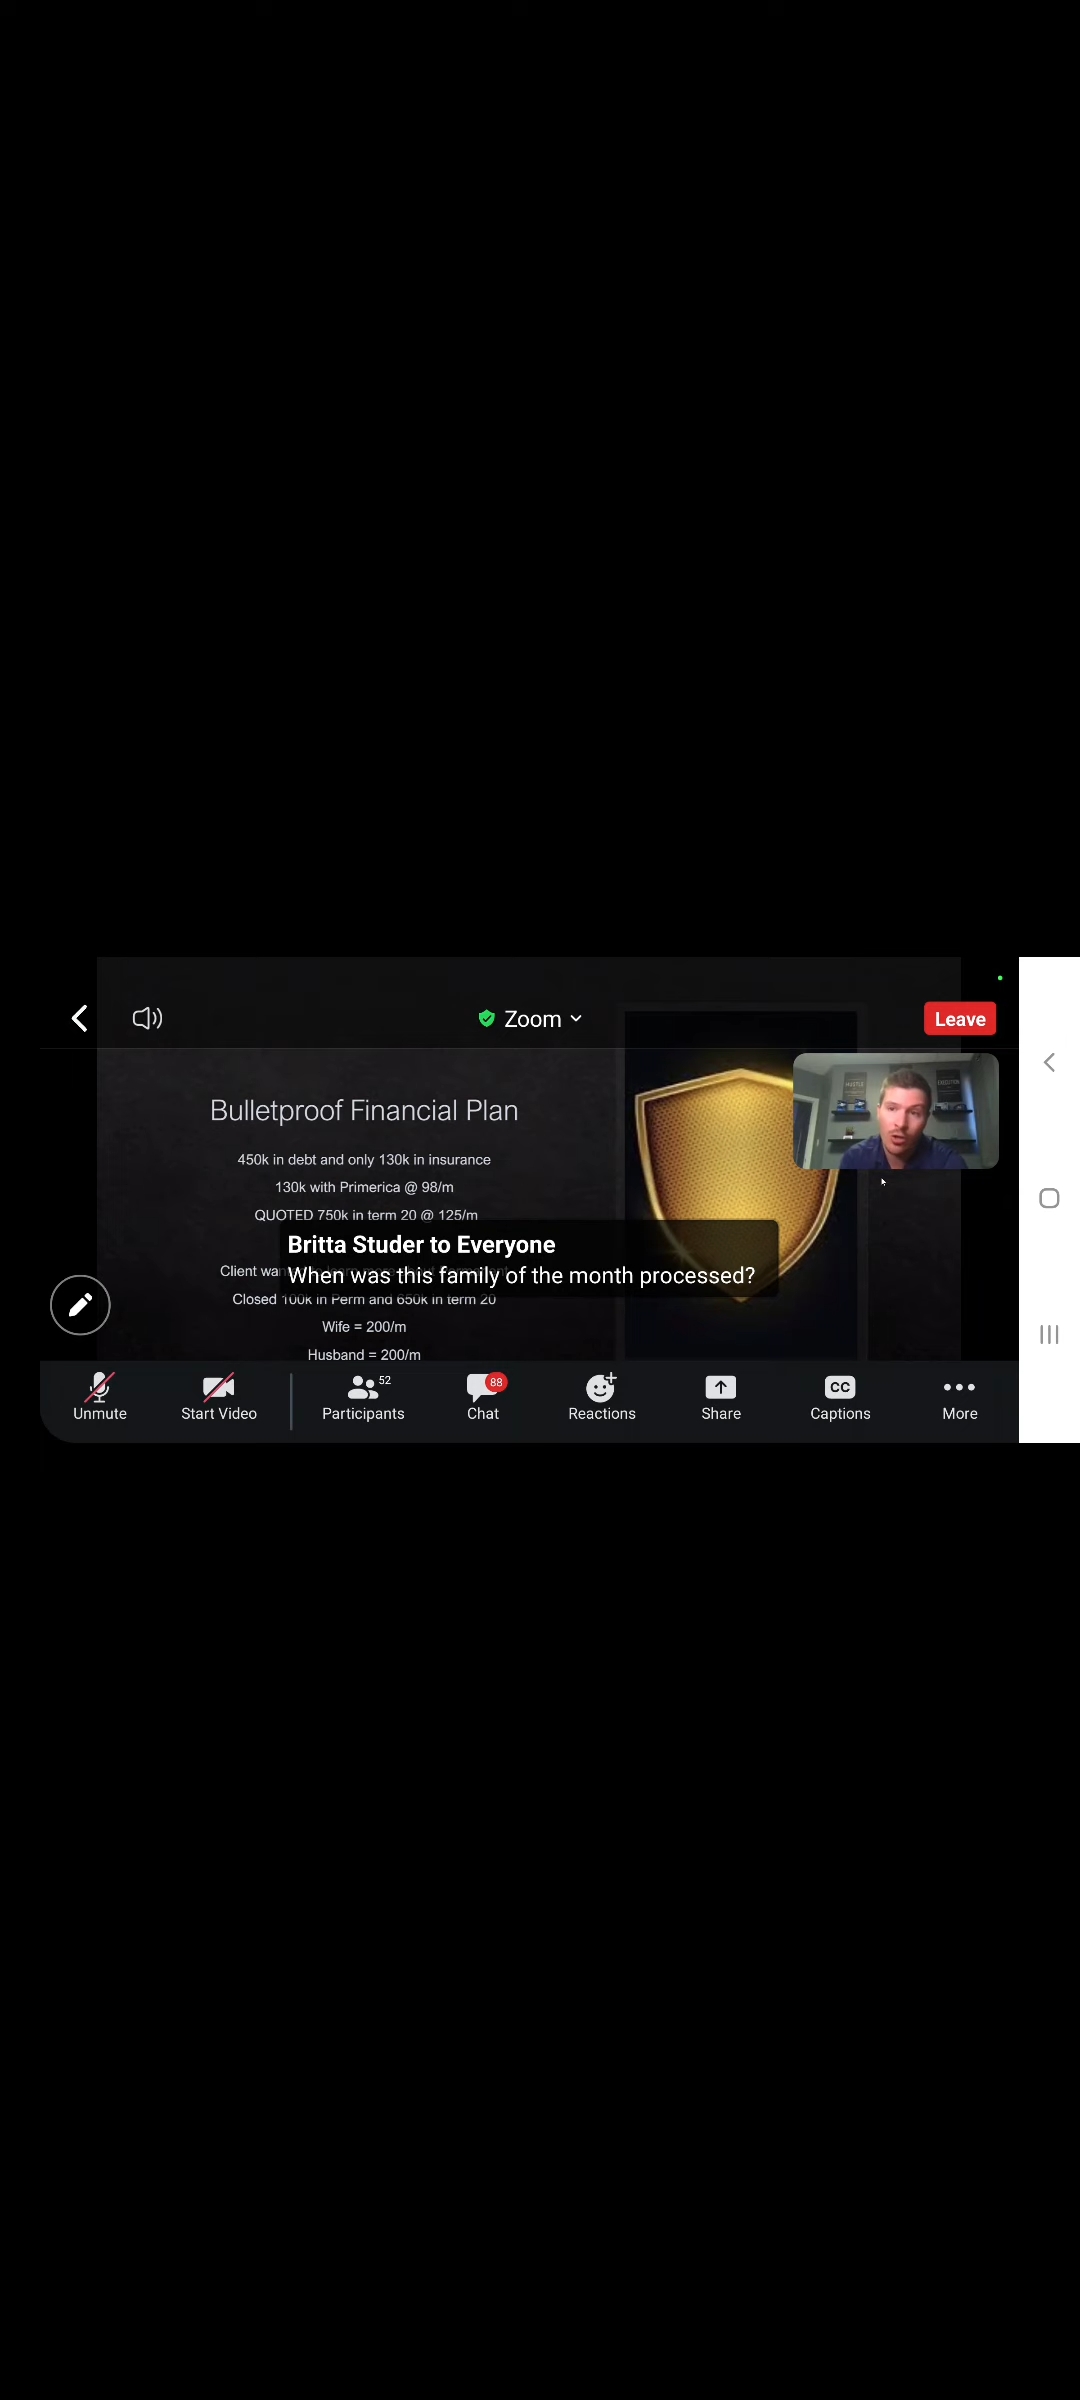 Zoom
Leave
HUSTLE
EXECUTION
Bulletproof Financial Plan
450k in debt and only 130k in insurance
130k with Primerica @ 98/m
QUOTED 750k in term 20 @ 125/m
Britta Studer to Everyone
Client wan
When was this family of the month processed?
Closed 100k in Perm and 650k in term 20
Wife = 200/m
Husband = 200/m
52
88
CC
Unmute
Start Video
Participants
Chat
Reactions
Share
Captions
More